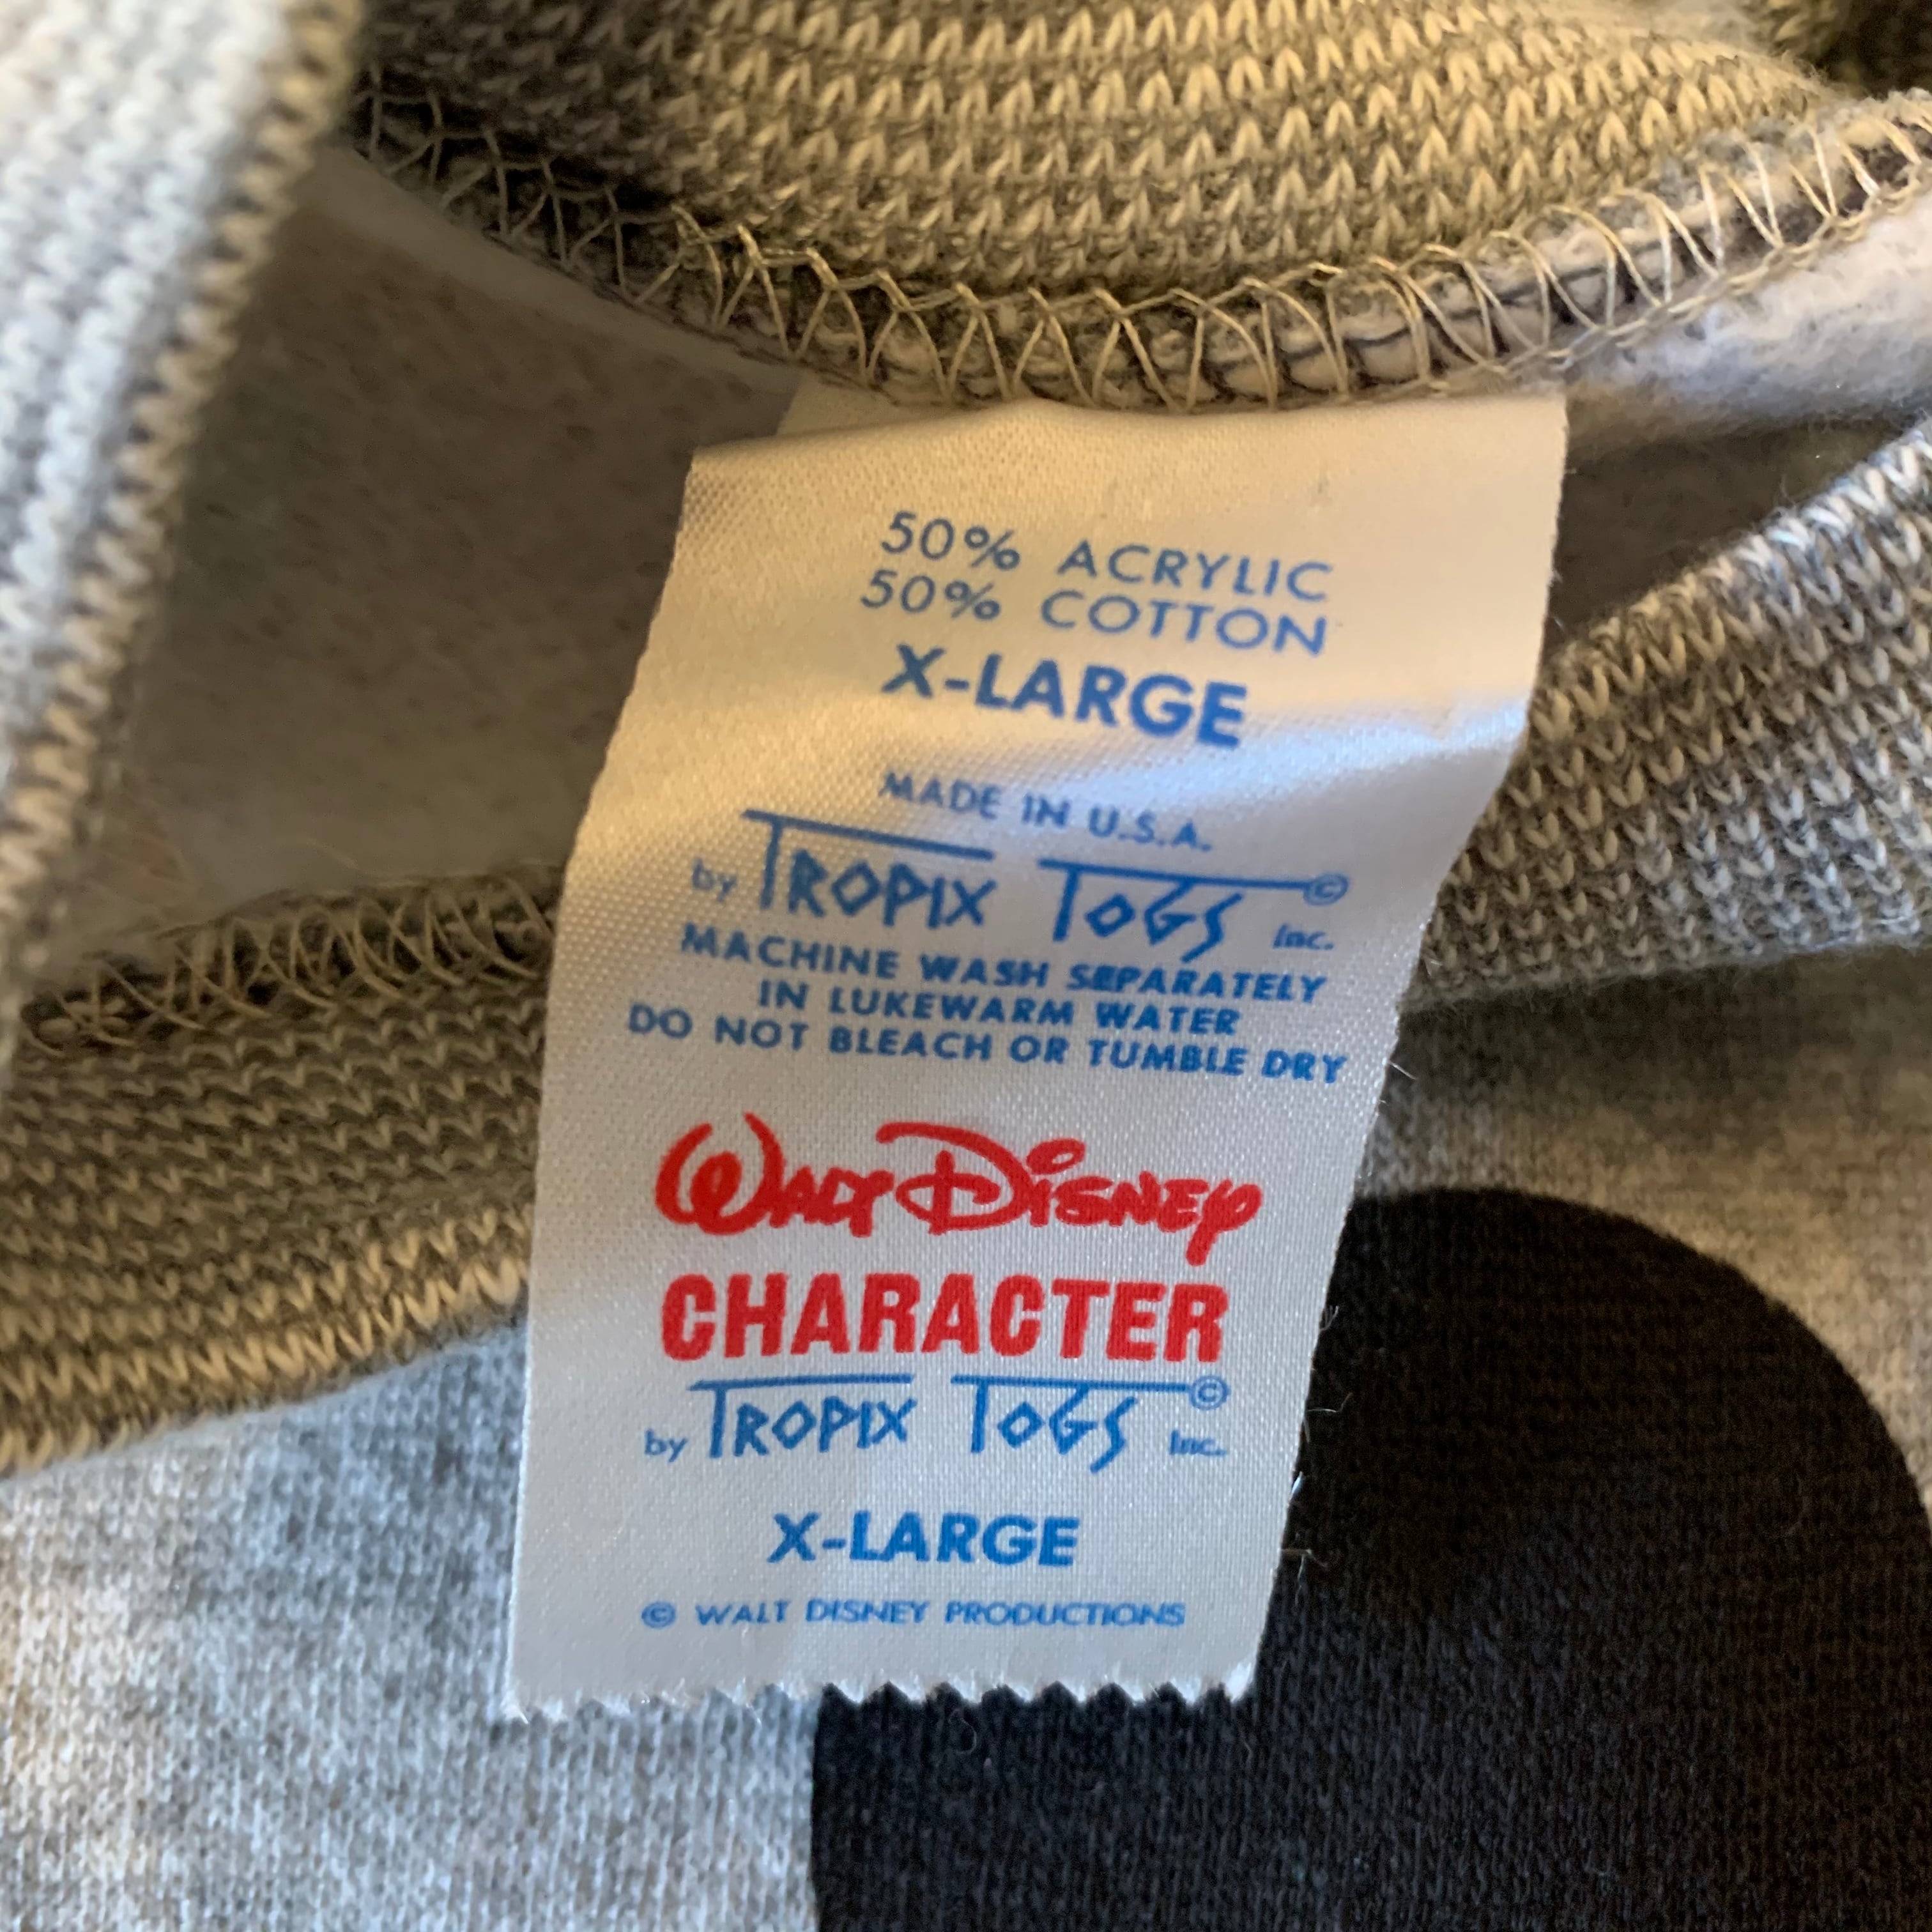 50% ACRYLIC
50% COTTON
X-LARGE
MADE IN U.S.A.
by TROPIX TOGS © Inc.
MACHINE WASH SEPARATELY
IN LUKEWARM WATER
DO NOT BLEACH OR TUMBLE DRY
WALT DISNEY
CHARACTER
by TROPIX TOGS © Inc.
X-LARGE
© WALT DISNEY PRODUCTIONS